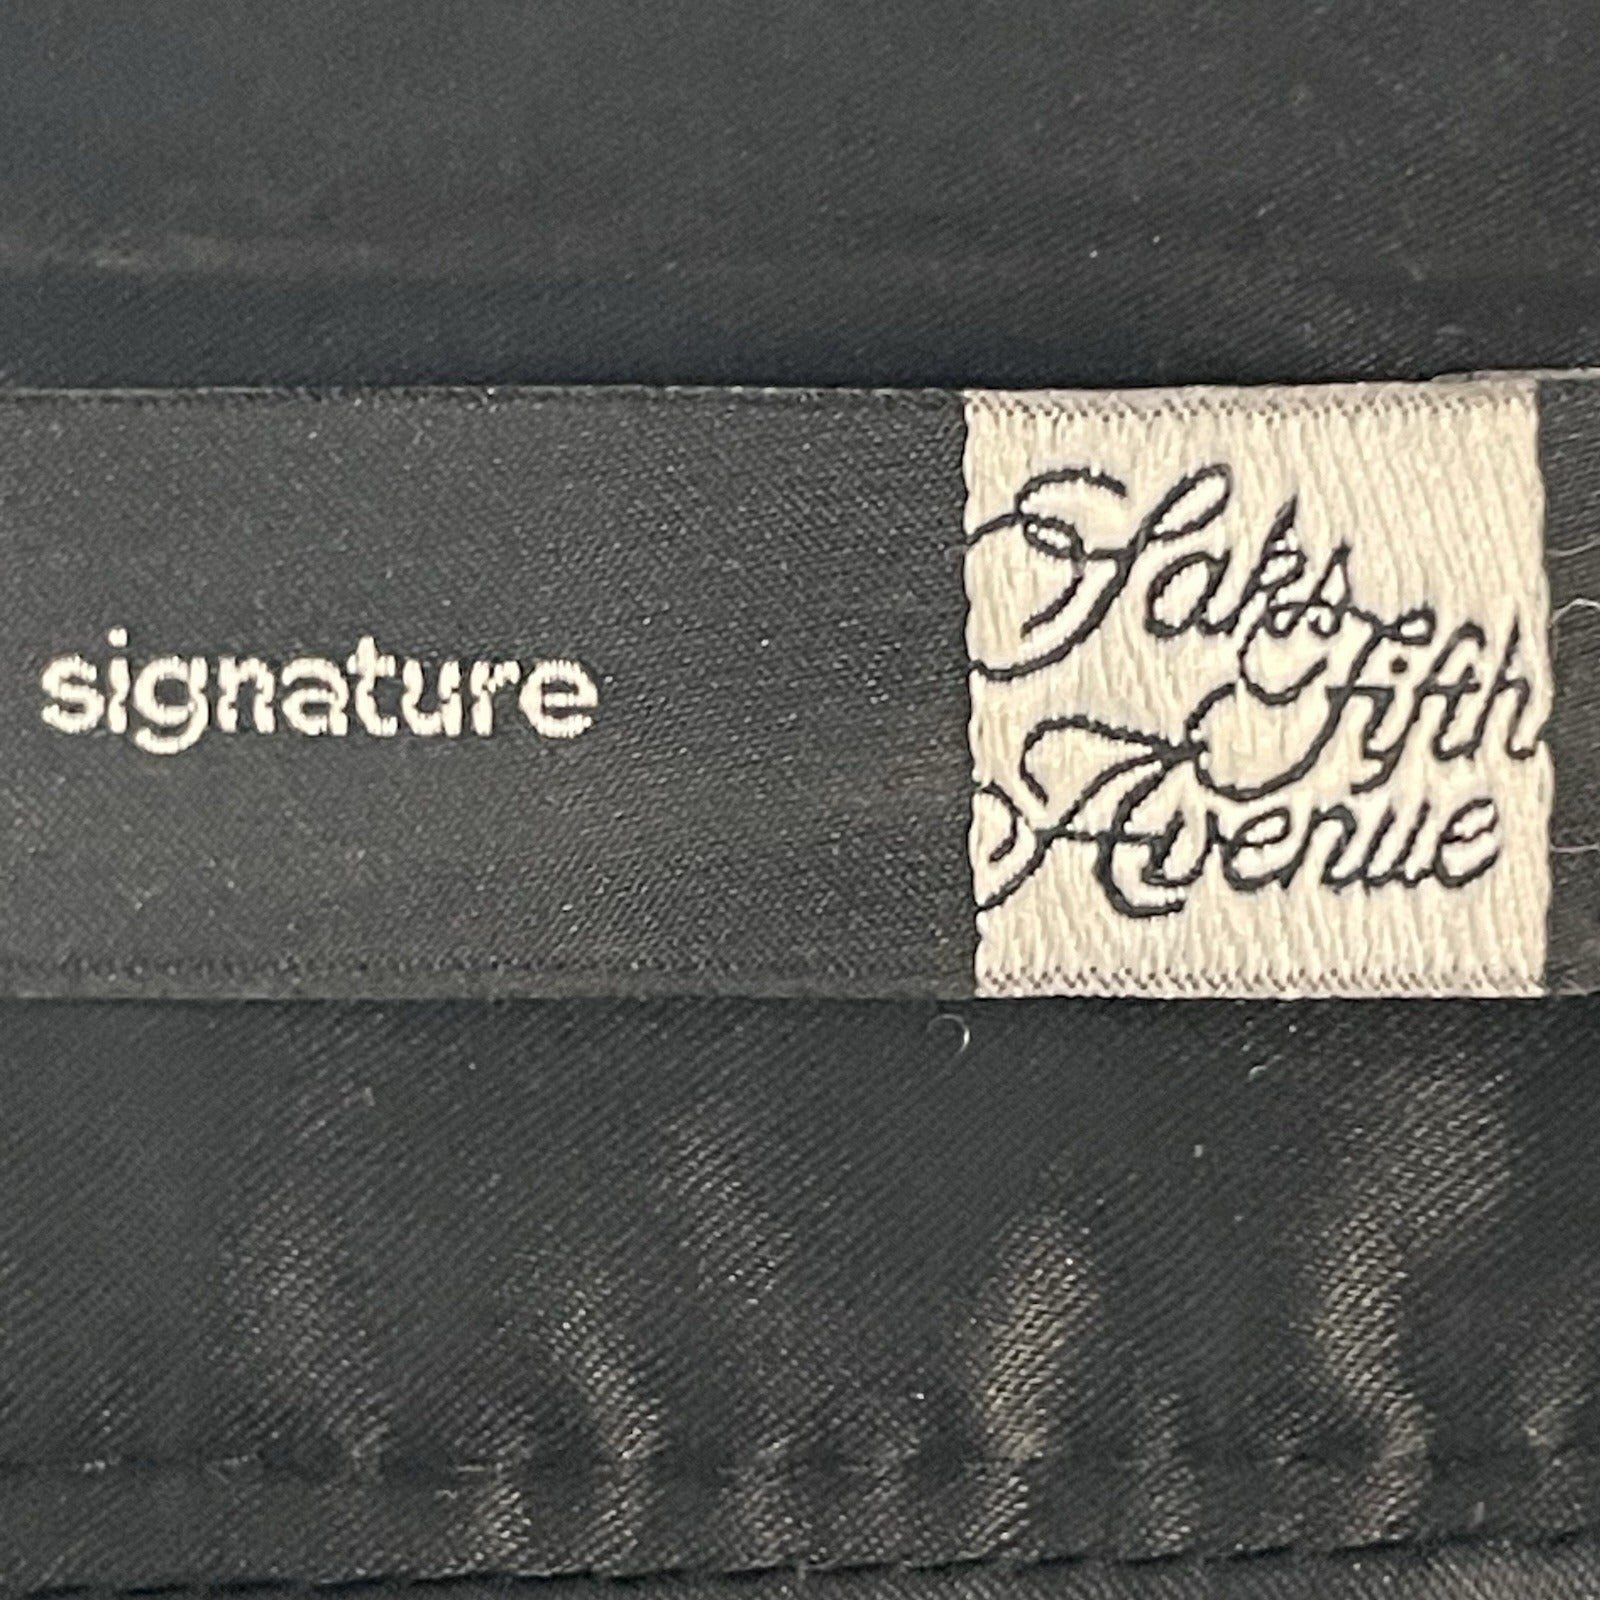 signature
Saks
Fifth
Avenue